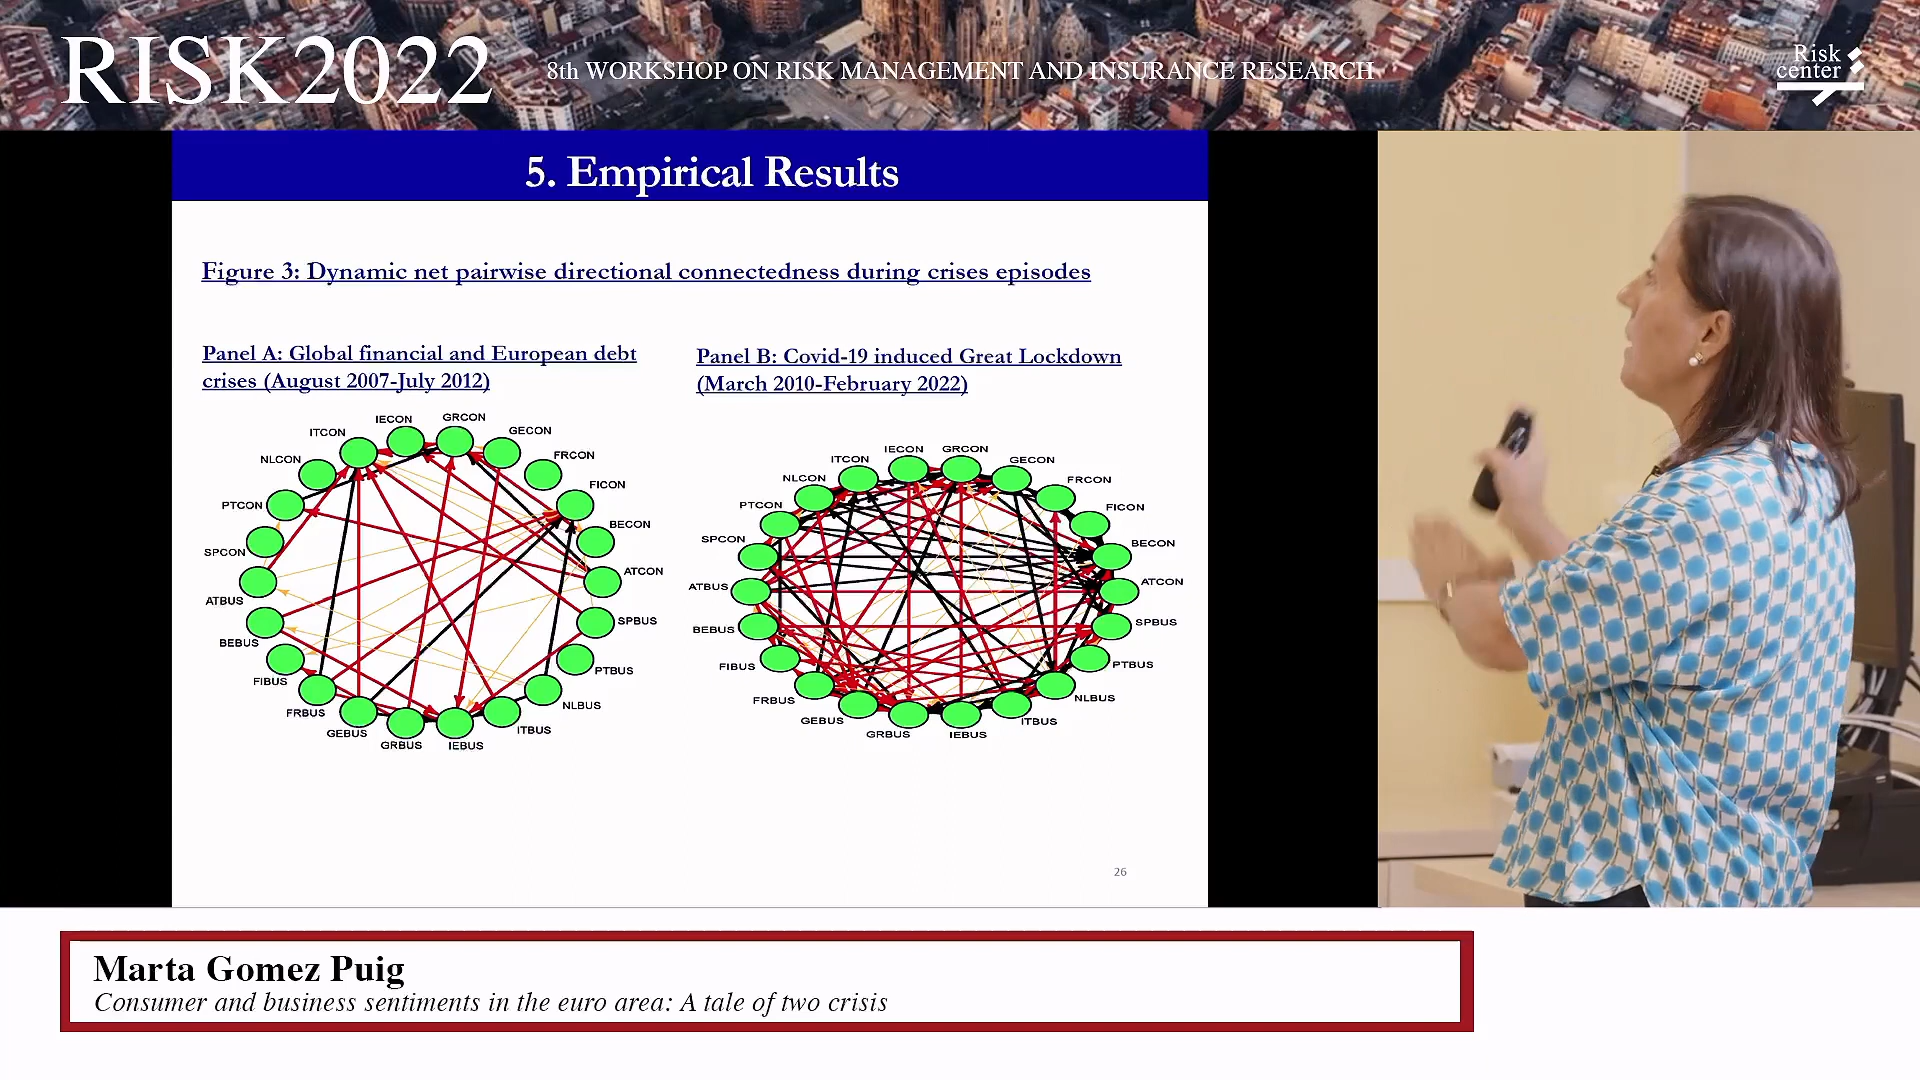 RISK2022
8th WORKSHOP ON RISK MANAGEMENT AND INSURANCE RESEARCH
Risk
center
5. Empirical Results
Figure 3: Dynamic net pairwise directional connectedness during crises episodes
Panel A: Global financial and European debt
crises (August 2007-July 2012)
Panel B: Covid-19 induced Great Lockdown
(March 2010-February 2022)
IECON
GRCON
GECON
FRCON
FICON
BECON
ATCON
SPBUS
PTBUS
NLBUS
ITBUS
IEBUS
GRBUS
GEBUS
FRBUS
FIBUS
BEBUS
ATBUS
SPCON
PTCON
NLCON
ITCON
IECON
GRCON
GECON
FRCON
FICON
BECON
ATCON
SPBUS
PTBUS
NLBUS
ITBUS
IEBUS
GRBUS
GEBUS
FRBUS
FIBUS
BEBUS
ATBUS
SPCON
PTCON
NLCON
ITCON
26
Marta Gomez Puig
Consumer and business sentiments in the euro area: A tale of two crisis